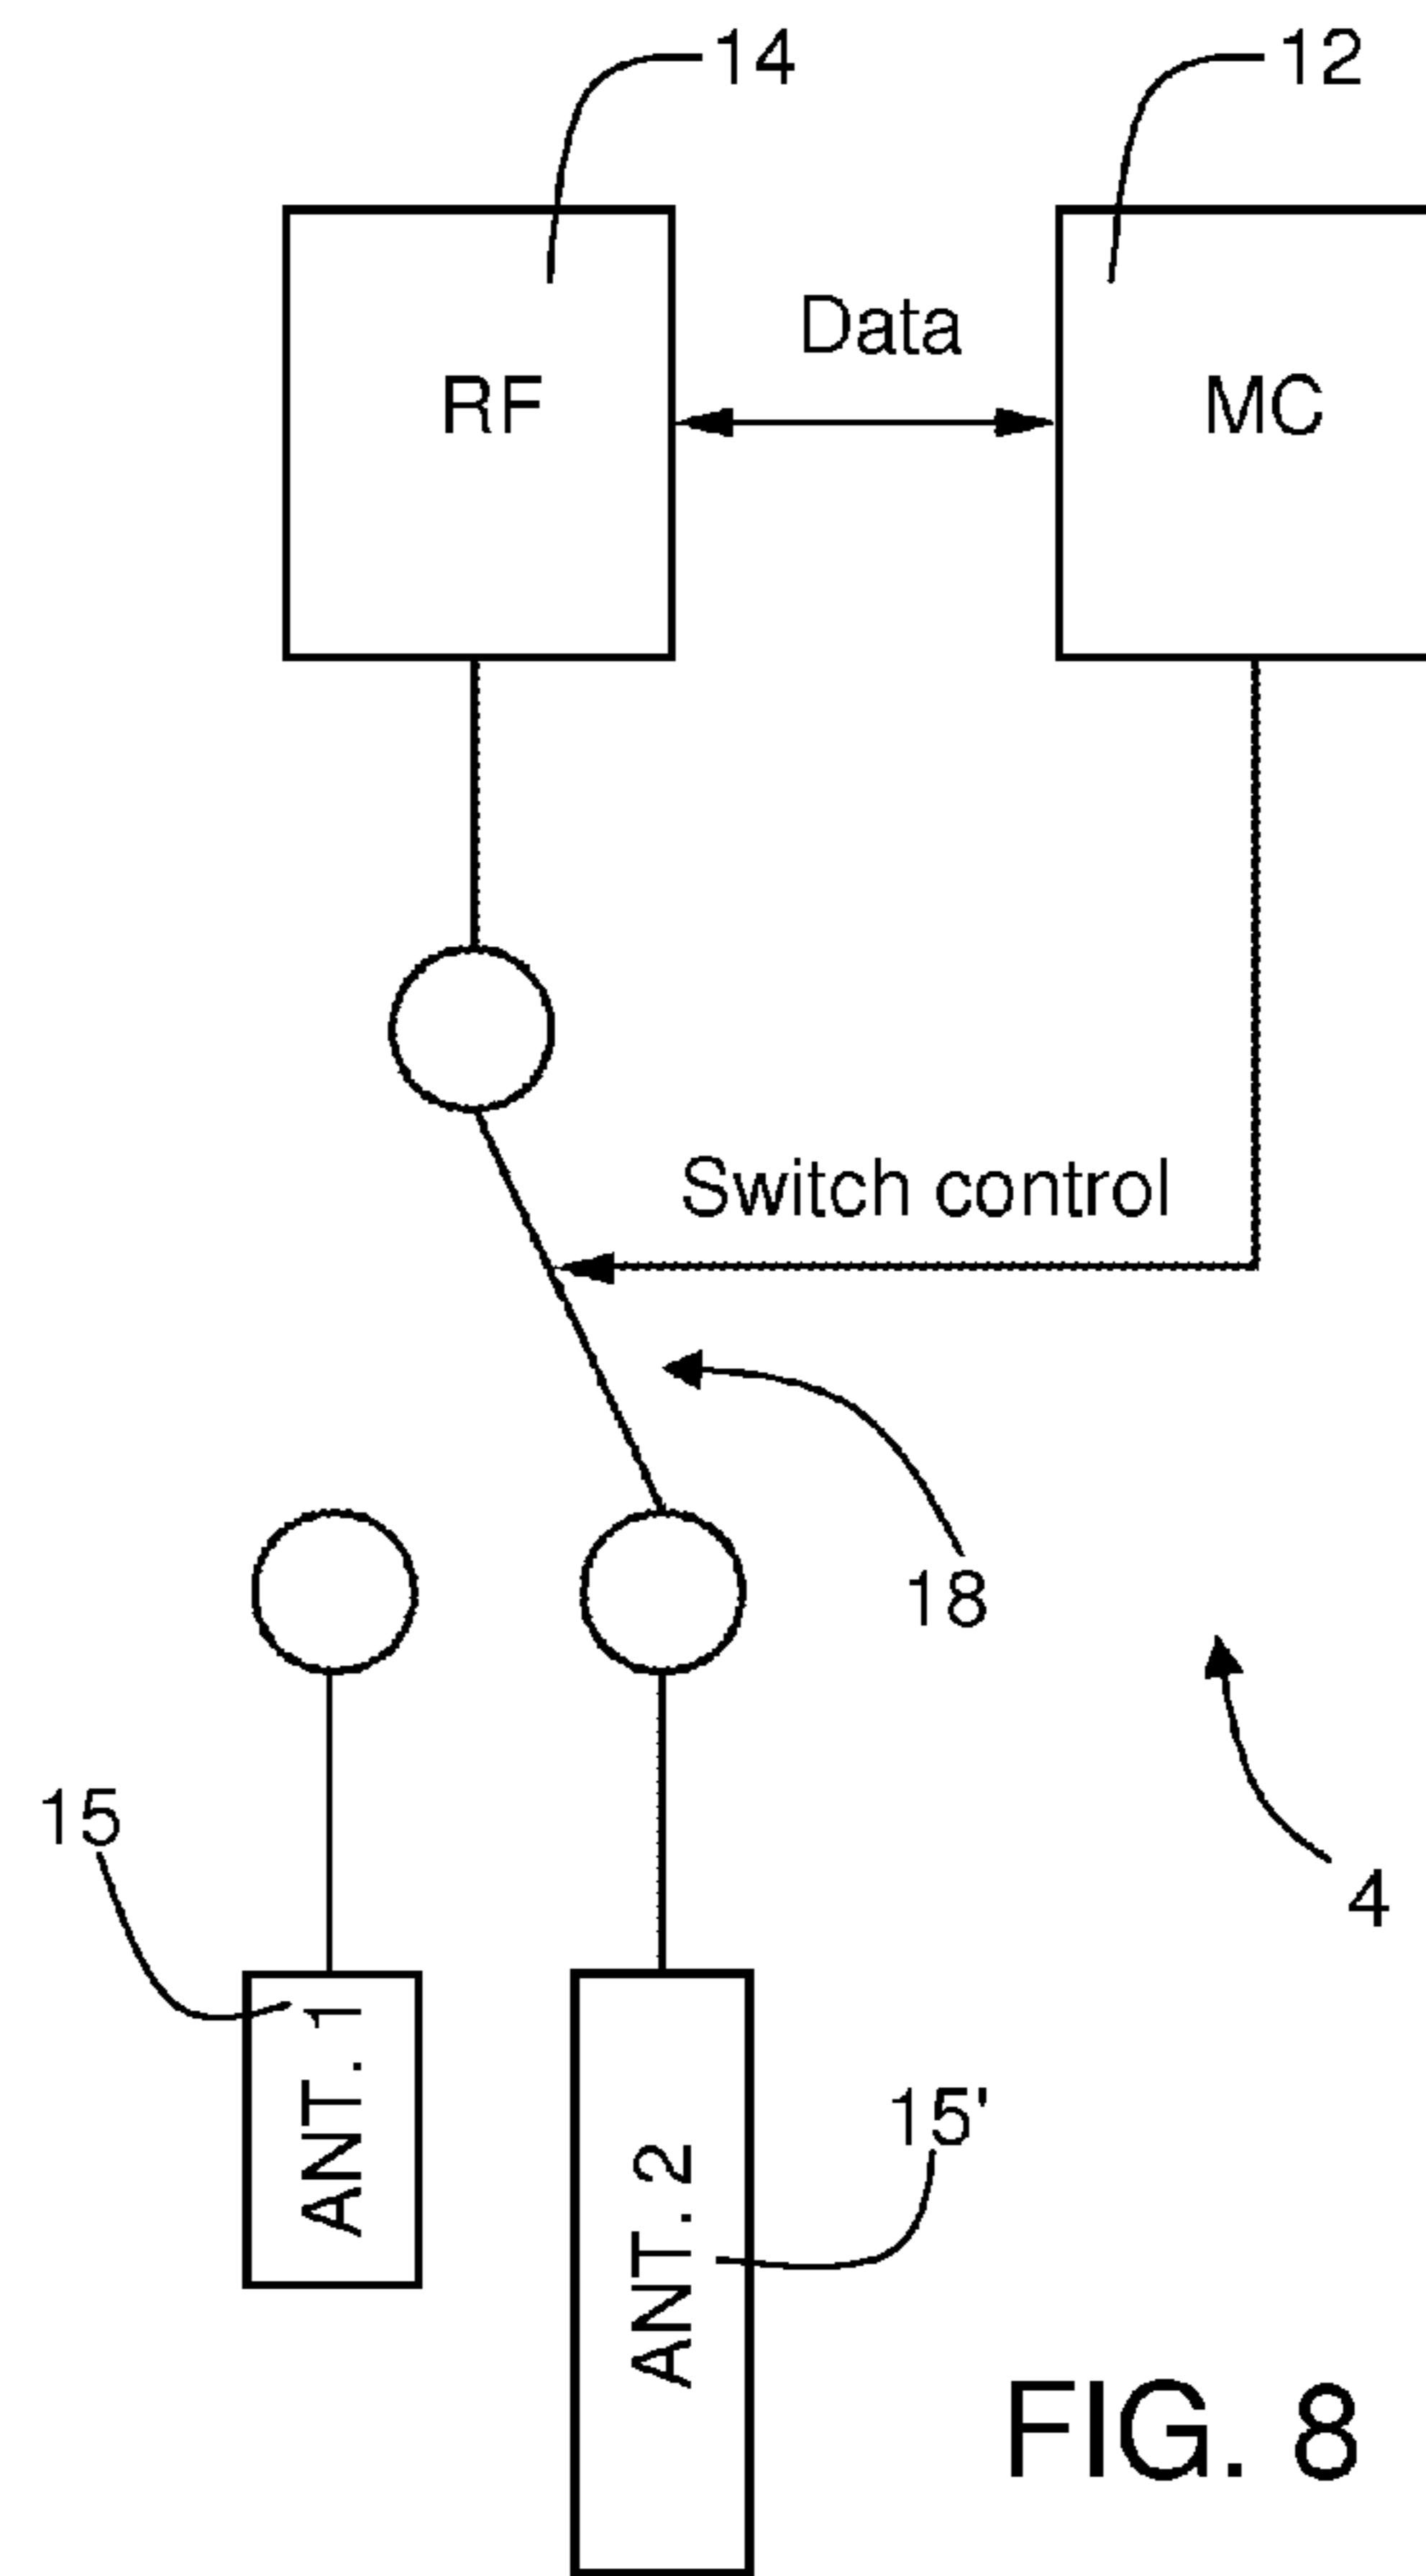 14
12
Data
RF
MC
Switch control
18
15
4
ANT. 1
15'
ANT. 2
FIG. 8